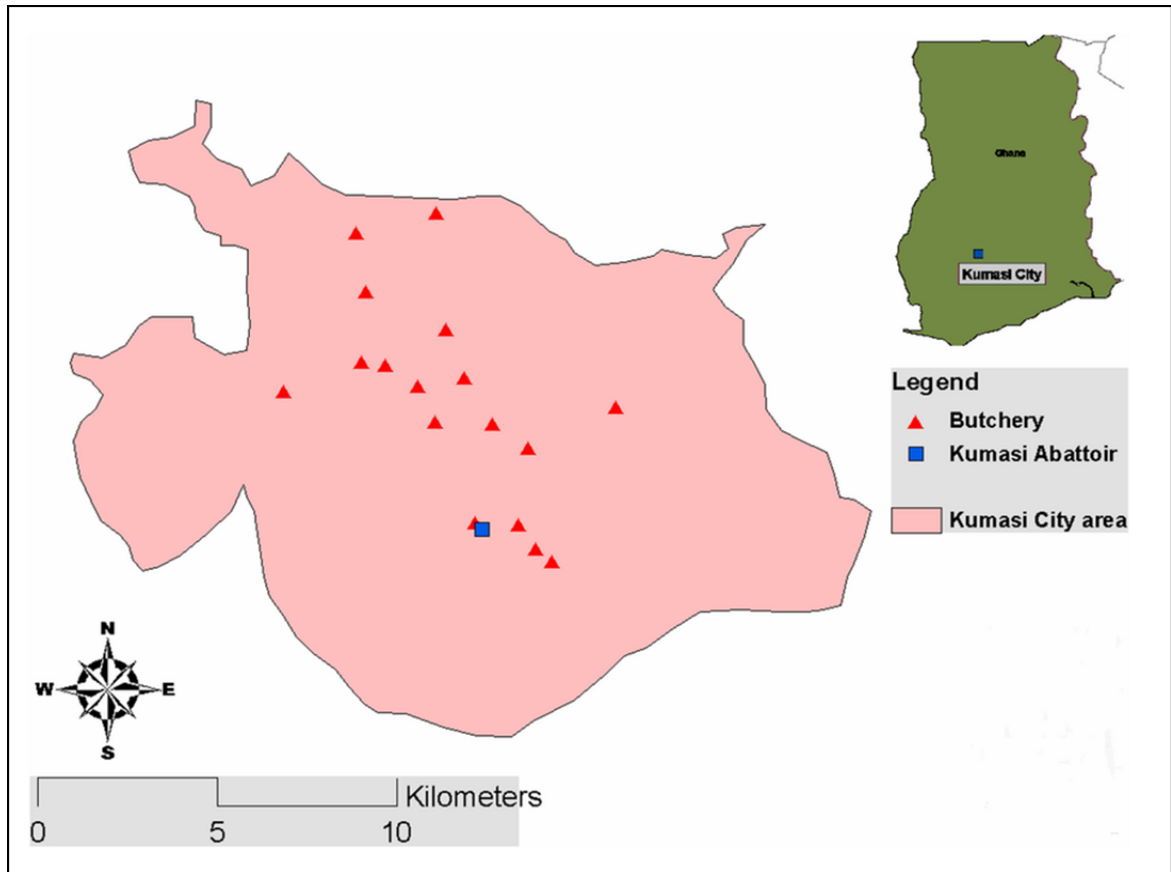 Ghana
Kumasi City
Legend
Butchery
Kumasi Abattoir
Kumasi City area
N
W E
S
Kilometers
0 5 10